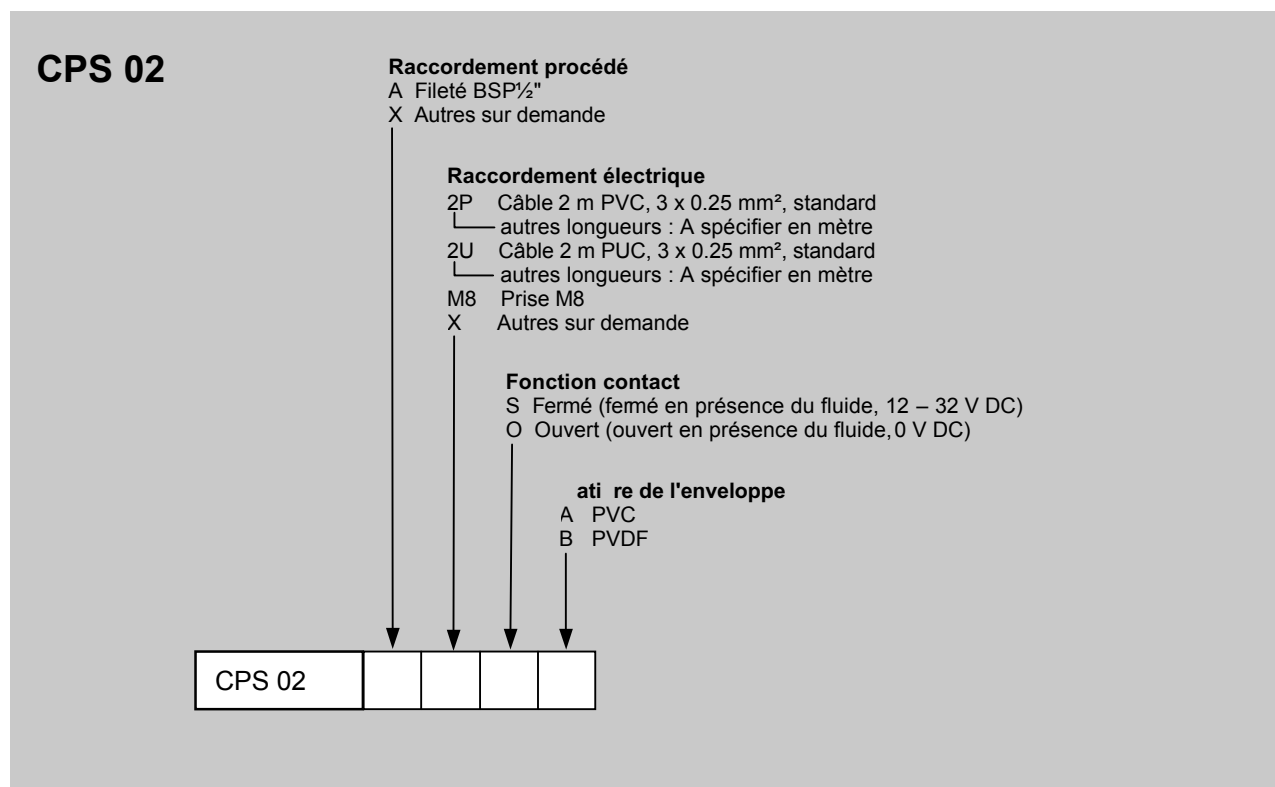 CPS 02
Raccordement procédé
A Fileté BSP½"
X Autres sur demande
Raccordement électrique
2P Câble 2 m PVC, 3 x 0.25 mm², standard
autres longueurs : A spécifier en mètre
2U Câble 2 m PUC, 3 x 0.25 mm², standard
autres longueurs : A spécifier en mètre
M8 Prise M8
X Autres sur demande
Fonction contact
S Fermé (fermé en présence du fluide, 12 – 32 V DC)
O Ouvert (ouvert en présence du fluide,0 V DC)
ati re de l'enveloppe
A PVC
B PVDF
CPS 02